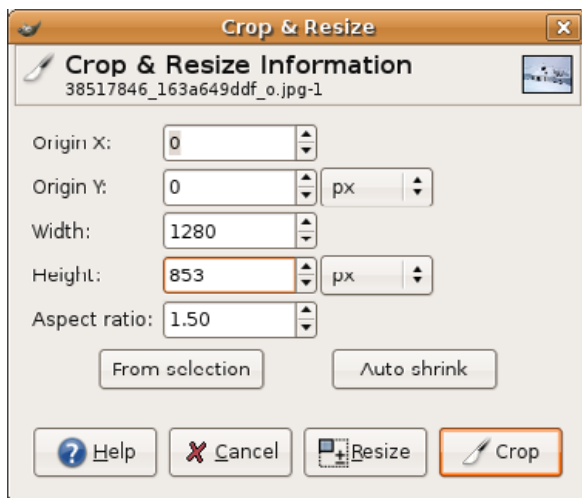 Crop & Resize
Crop & Resize Information
38517846_163a649ddf_o.jpg-1
Origin X: 0
Origin Y: 0 px
Width: 1280
Height: 853 px
Aspect ratio: 1.50
From selection Auto shrink
Help Cancel Resize Crop